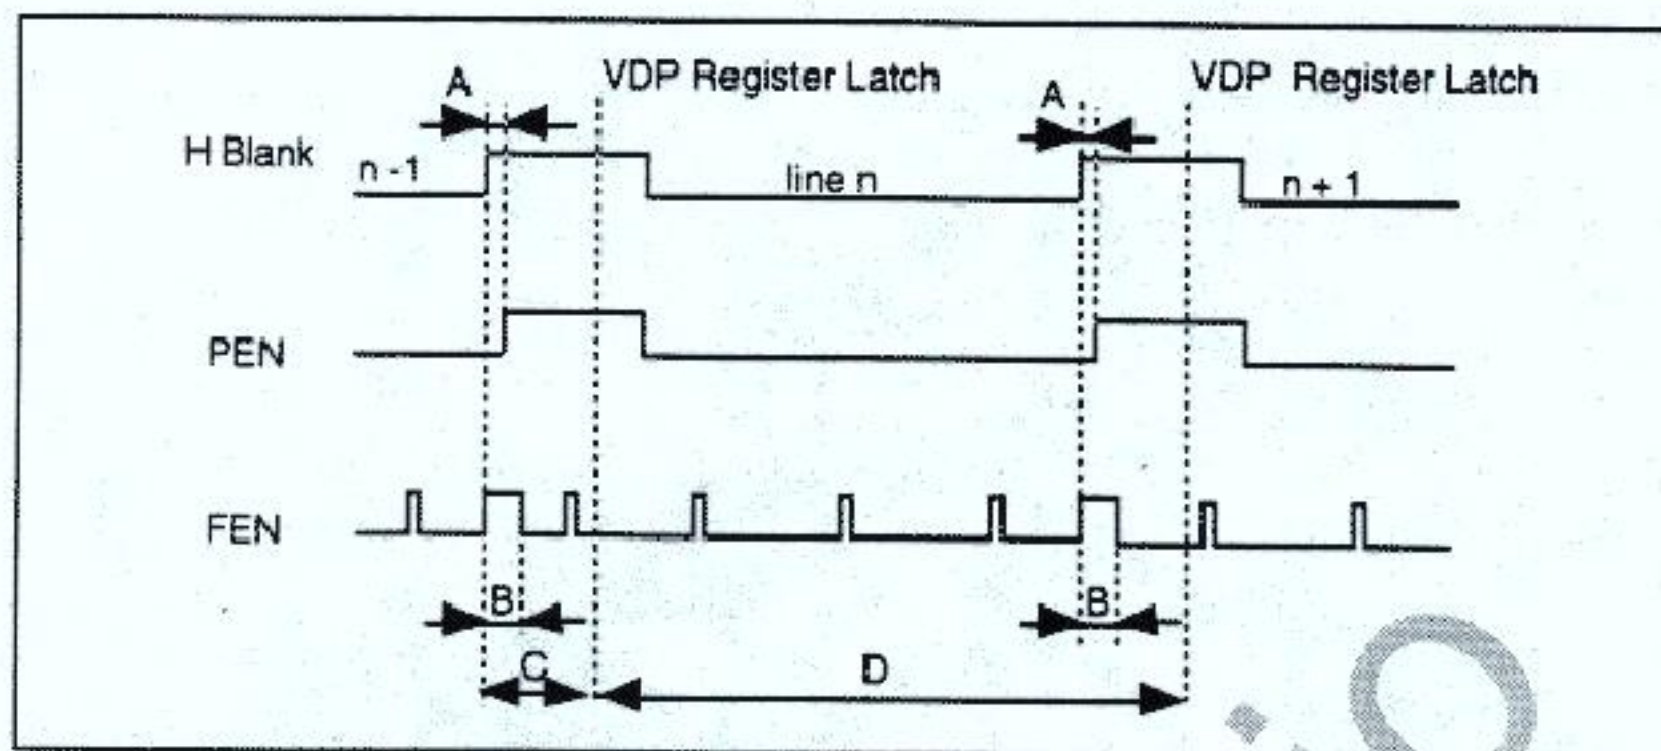 A VDP Register Latch A VDP Register Latch
H Blank n -1 line n n + 1
PEN
FEN
B B
C D